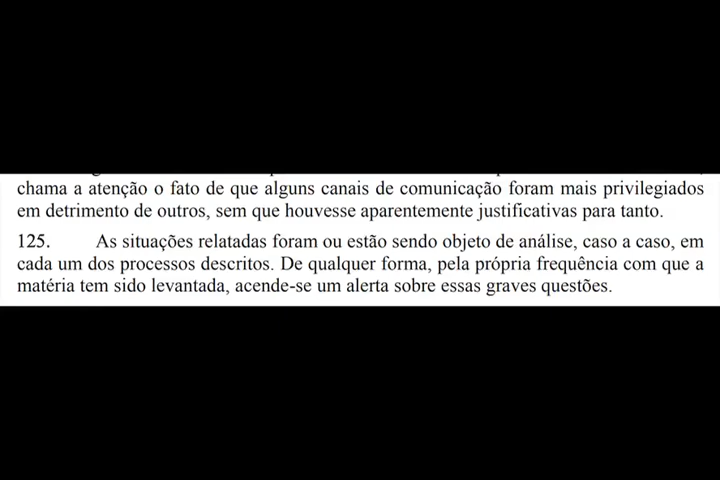 chama a atenção o fato de que alguns canais de comunicação foram mais privilegiados
em detrimento de outros, sem que houvesse aparentemente justificativas para tanto.
125. As situações relatadas foram ou estão sendo objeto de análise, caso a caso, em
cada um dos processos descritos. De qualquer forma, pela própria frequência com que a
matéria tem sido levantada, acende-se um alerta sobre essas graves questões.